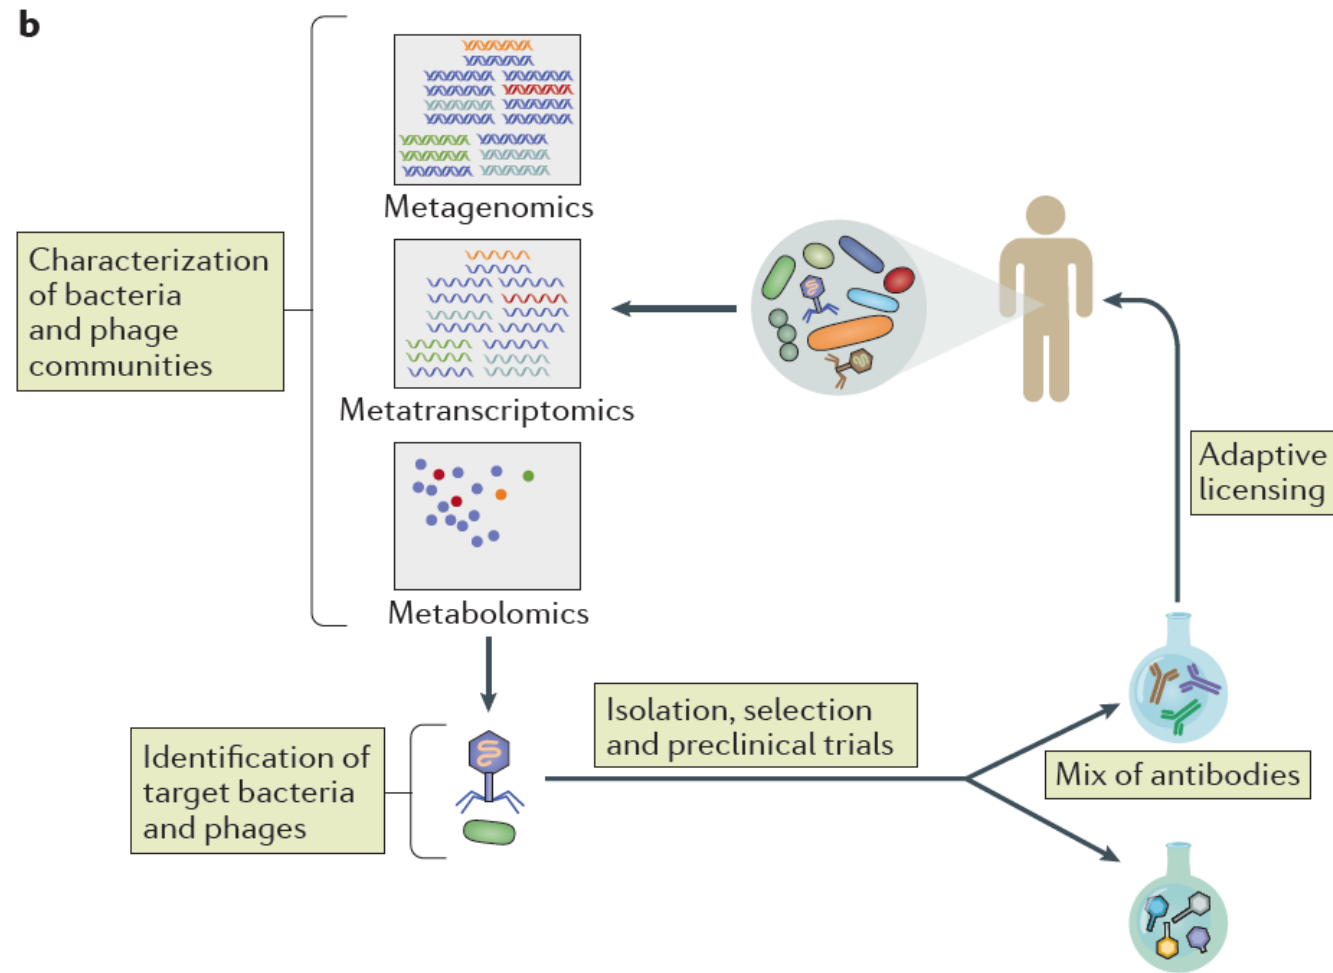 b
Metagenomics
Characterization
of bacteria
and phage
communities
Metatranscriptomics
Metabolomics
Adaptive
licensing
Identification of
target bacteria
and phages
Isolation, selection
and preclinical trials
Mix of antibodies